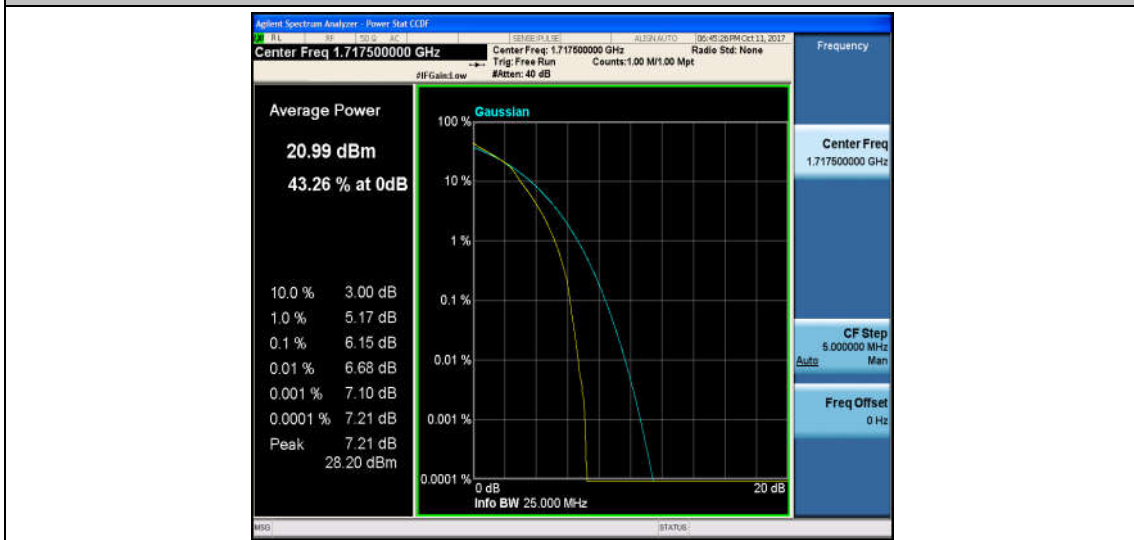 Agilent Spectrum Analyzer - Power Stat CCDF
RL RF 50 Ω AC SENSE:PULSE ALIGN AUTO 06:45:26 PM Oct 11, 2017
Center Freq 1.717500000 GHz
Center Freq: 1.717500000 GHz Radio Std: None
Trig: Free Run Counts:1.00 M/1.00 Mpt
#IFGain:Low #Atten: 40 dB
Frequency
Average Power
20.99 dBm
43.26 % at 0dB
10.0 % 3.00 dB
1.0 % 5.17 dB
0.1 % 6.15 dB
0.01 % 6.68 dB
0.001 % 7.10 dB
0.0001 % 7.21 dB
Peak 7.21 dB
28.20 dBm
Gaussian
100 %
10 %
1 %
0.1 %
0.01 %
0.001 %
0.0001 %
0 dB 20 dB
Info BW 25.000 MHz
Center Freq
1.717500000 GHz
CF Step
5.000000 MHz
Auto Man
Freq Offset
0 Hz
MSG STATUS